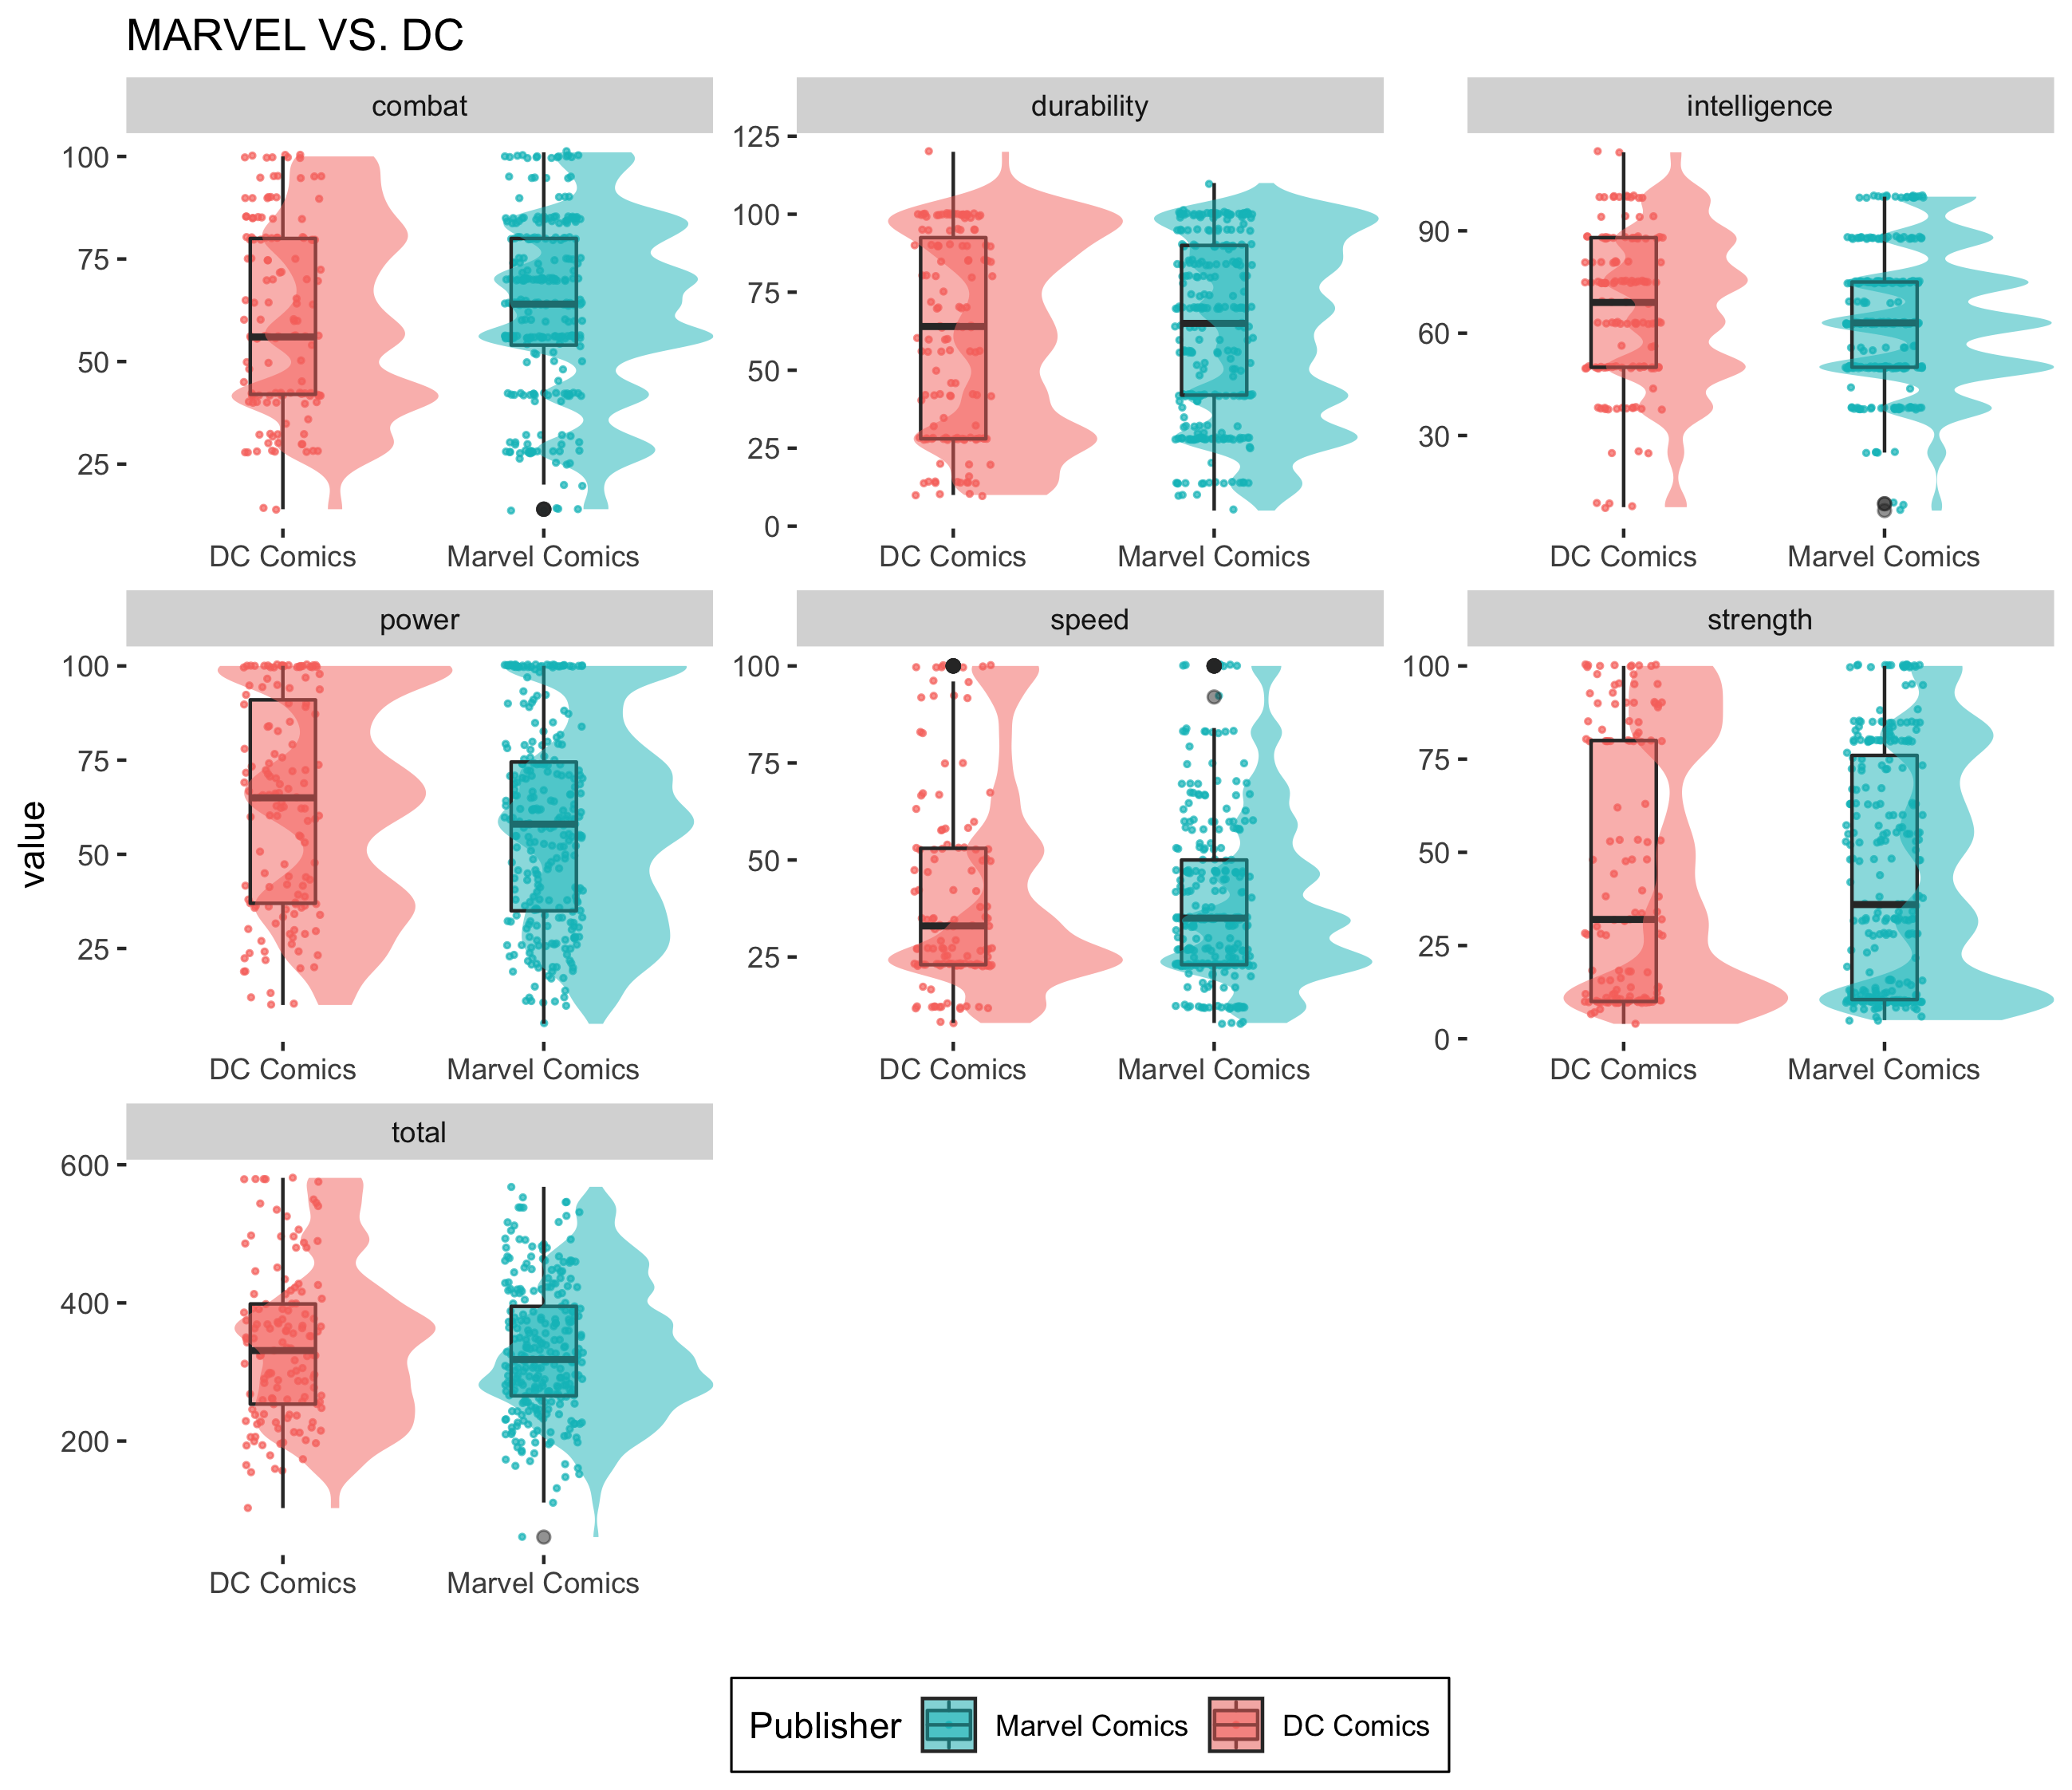 MARVEL VS. DC
combat
durability
intelligence
100
75
50
25
125
100
75
50
25
0
90
60
30
DC Comics
Marvel Comics
DC Comics
Marvel Comics
DC Comics
Marvel Comics
power
speed
strength
value
100
75
50
25
100
75
50
25
100
75
50
25
0
DC Comics
Marvel Comics
DC Comics
Marvel Comics
DC Comics
Marvel Comics
total
600
400
200
DC Comics
Marvel Comics
Publisher
Marvel Comics
DC Comics